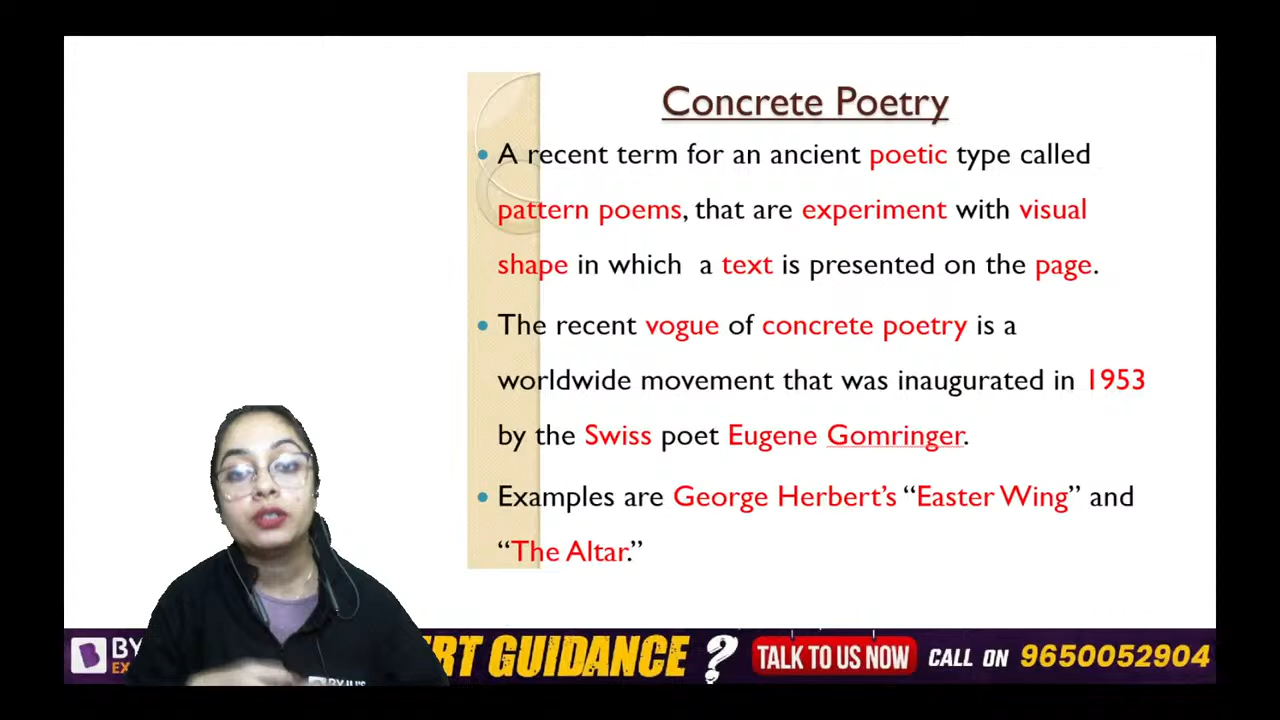 Concrete Poetry
A recent term for an ancient poetic type called
pattern poems, that are experiment with visual
shape in which a text is presented on the page.
The recent vogue of concrete poetry is a
worldwide movement that was inaugurated in 1953
by the Swiss poet Eugene Gomringer.
Examples are George Herbert's “Easter Wing” and
“The Altar.”
GUIDANCE ? TALK TO US NOW CALL ON 9650052904
BYJU'S